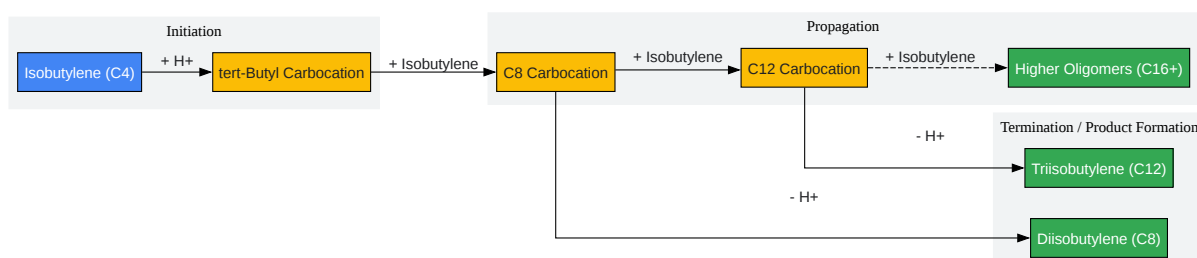 Initiation
Isobutylene (C4)
+ H+
tert-Butyl Carbocation
+ Isobutylene
Propagation
C8 Carbocation
+ Isobutylene
C12 Carbocation
+ Isobutylene
Higher Oligomers (C16+)
Termination / Product Formation
- H+
Triisobutylene (C12)
- H+
Diisobutylene (C8)